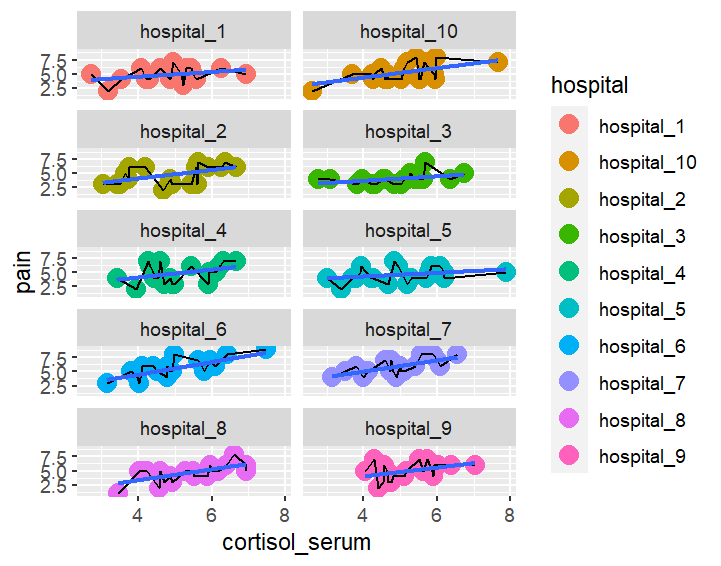 hospital_1
hospital_10
7.5
5.0
2.5
hospital_2
hospital_3
7.5
5.0
2.5
hospital_4
hospital_5
7.5
5.0
2.5
hospital_6
hospital_7
7.5
5.0
2.5
hospital_8
hospital_9
7.5
5.0
2.5
4 6 8 4 6 8
cortisol_serum
pain
hospital
hospital_1
hospital_10
hospital_2
hospital_3
hospital_4
hospital_5
hospital_6
hospital_7
hospital_8
hospital_9